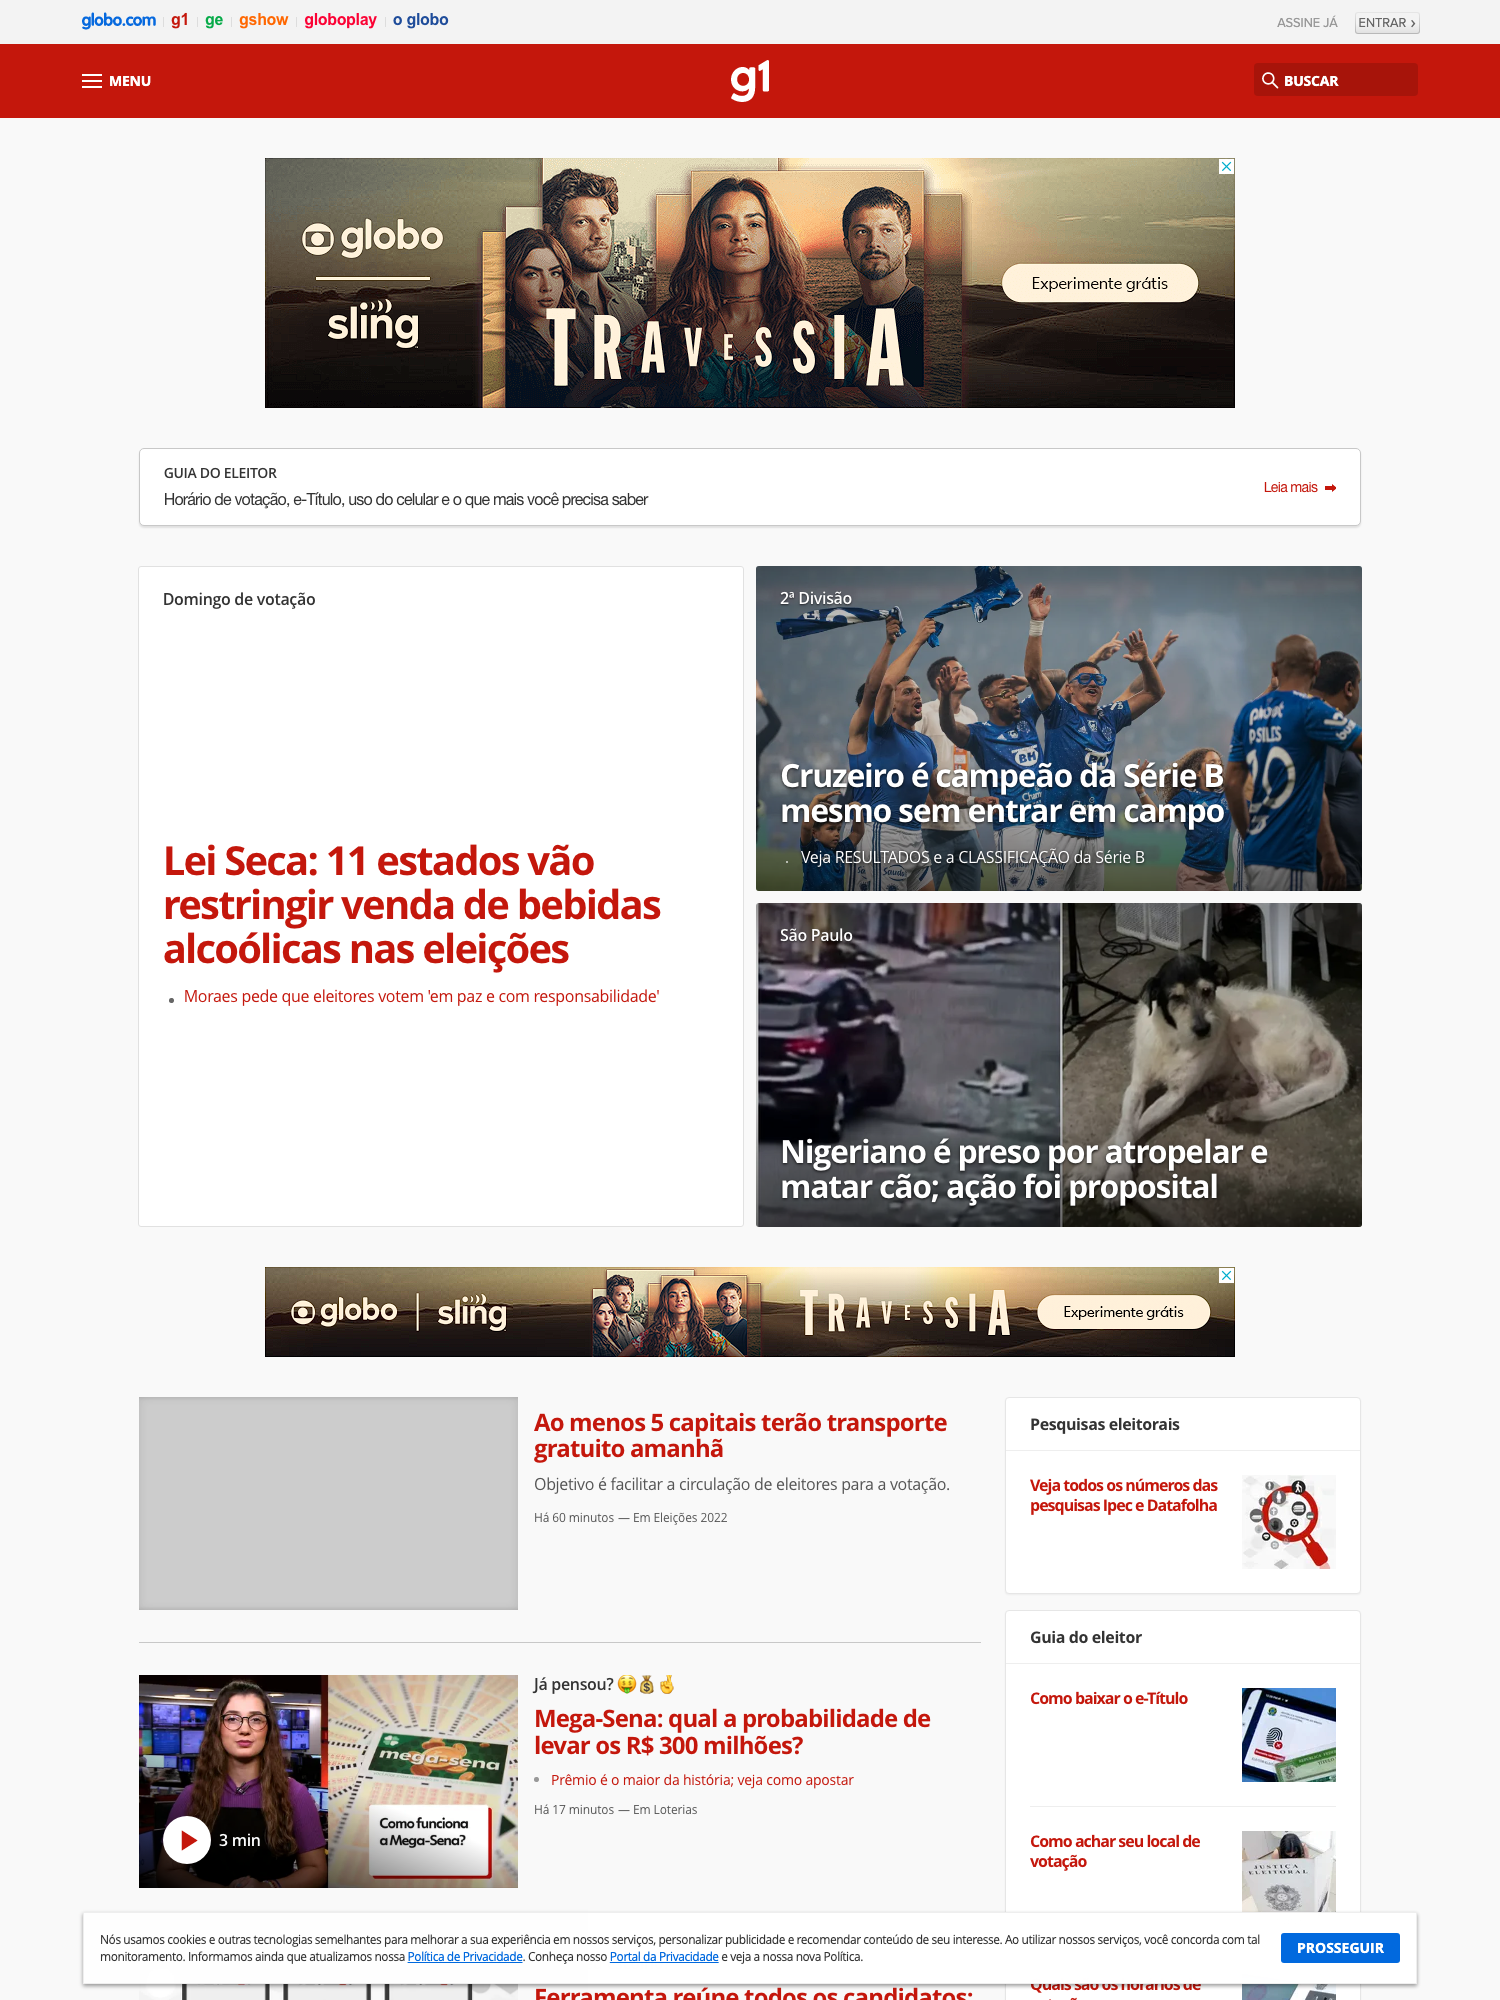 globo.com g1 ge gshow globoplay o globo
ASSINE JÁ ENTRAR ›
MENU
g1
BUSCAR
globo
sling
TRAVESSIA
Experimente grátis
GUIA DO ELEITOR
Horário de votação, e-Título, uso do celular e o que mais você precisa saber
Leia mais
Domingo de votação
Lei Seca: 11 estados vão
restringir venda de bebidas
alcoólicas nas eleições
Moraes pede que eleitores votem 'em paz e com responsabilidade'
2ª Divisão
Cruzeiro é campeão da Série B
mesmo sem entrar em campo
Veja RESULTADOS e a CLASSIFICAÇÃO da Série B
São Paulo
Nigeriano é preso por atropelar e
matar cão; ação foi proposital
globo sling TRAVESSIA Experimente grátis
Ao menos 5 capitais terão transporte
gratuito amanhã
Objetivo é facilitar a circulação de eleitores para a votação.
Há 60 minutos — Em Eleições 2022
mega-sena
Como funciona
a Mega-Sena?
3 min
Já pensou? 🤑💰🤞
Mega-Sena: qual a probabilidade de
levar os R$ 300 milhões?
Prêmio é o maior da história; veja como apostar
Há 17 minutos — Em Loterias
Pesquisas eleitorais
Veja todos os números das
pesquisas Ipec e Datafolha
Guia do eleitor
Como baixar o e-Título
Como achar seu local de
votação
JUSTIÇA
ELEITORAL
Nós usamos cookies e outras tecnologias semelhantes para melhorar a sua experiência em nossos serviços, personalizar publicidade e recomendar conteúdo de seu interesse. Ao utilizar nossos serviços, você concorda com tal
monitoramento. Informamos ainda que atualizamos nossa Política de Privacidade. Conheça nosso Portal da Privacidade e veja a nossa nova Política.
PROSSEGUIR
Ferramenta reúne todos os candidatos:
Quais são os horários de